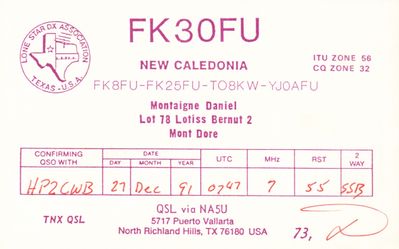 LONE STAR DX ASSOCIATION
TEXAS - U.S.A.
FK30FU
NEW CALEDONIA
ITU ZONE 56
CQ ZONE 32
FK8FU-FK25FU-TO8KW-YJ0AFU
Montaigne Daniel
Lot 78 Lotiss Bernut 2
Mont Dore
CONFIRMING QSO WITH DATE DAY MONTH YEAR UTC MHz RST 2 WAY
HP2CWB 27 Dec 91 0747 7 55 SSB
TNX QSL
QSL via NA5U
5717 Puerto Vallarta
North Richland Hills, TX 76180 USA
73,